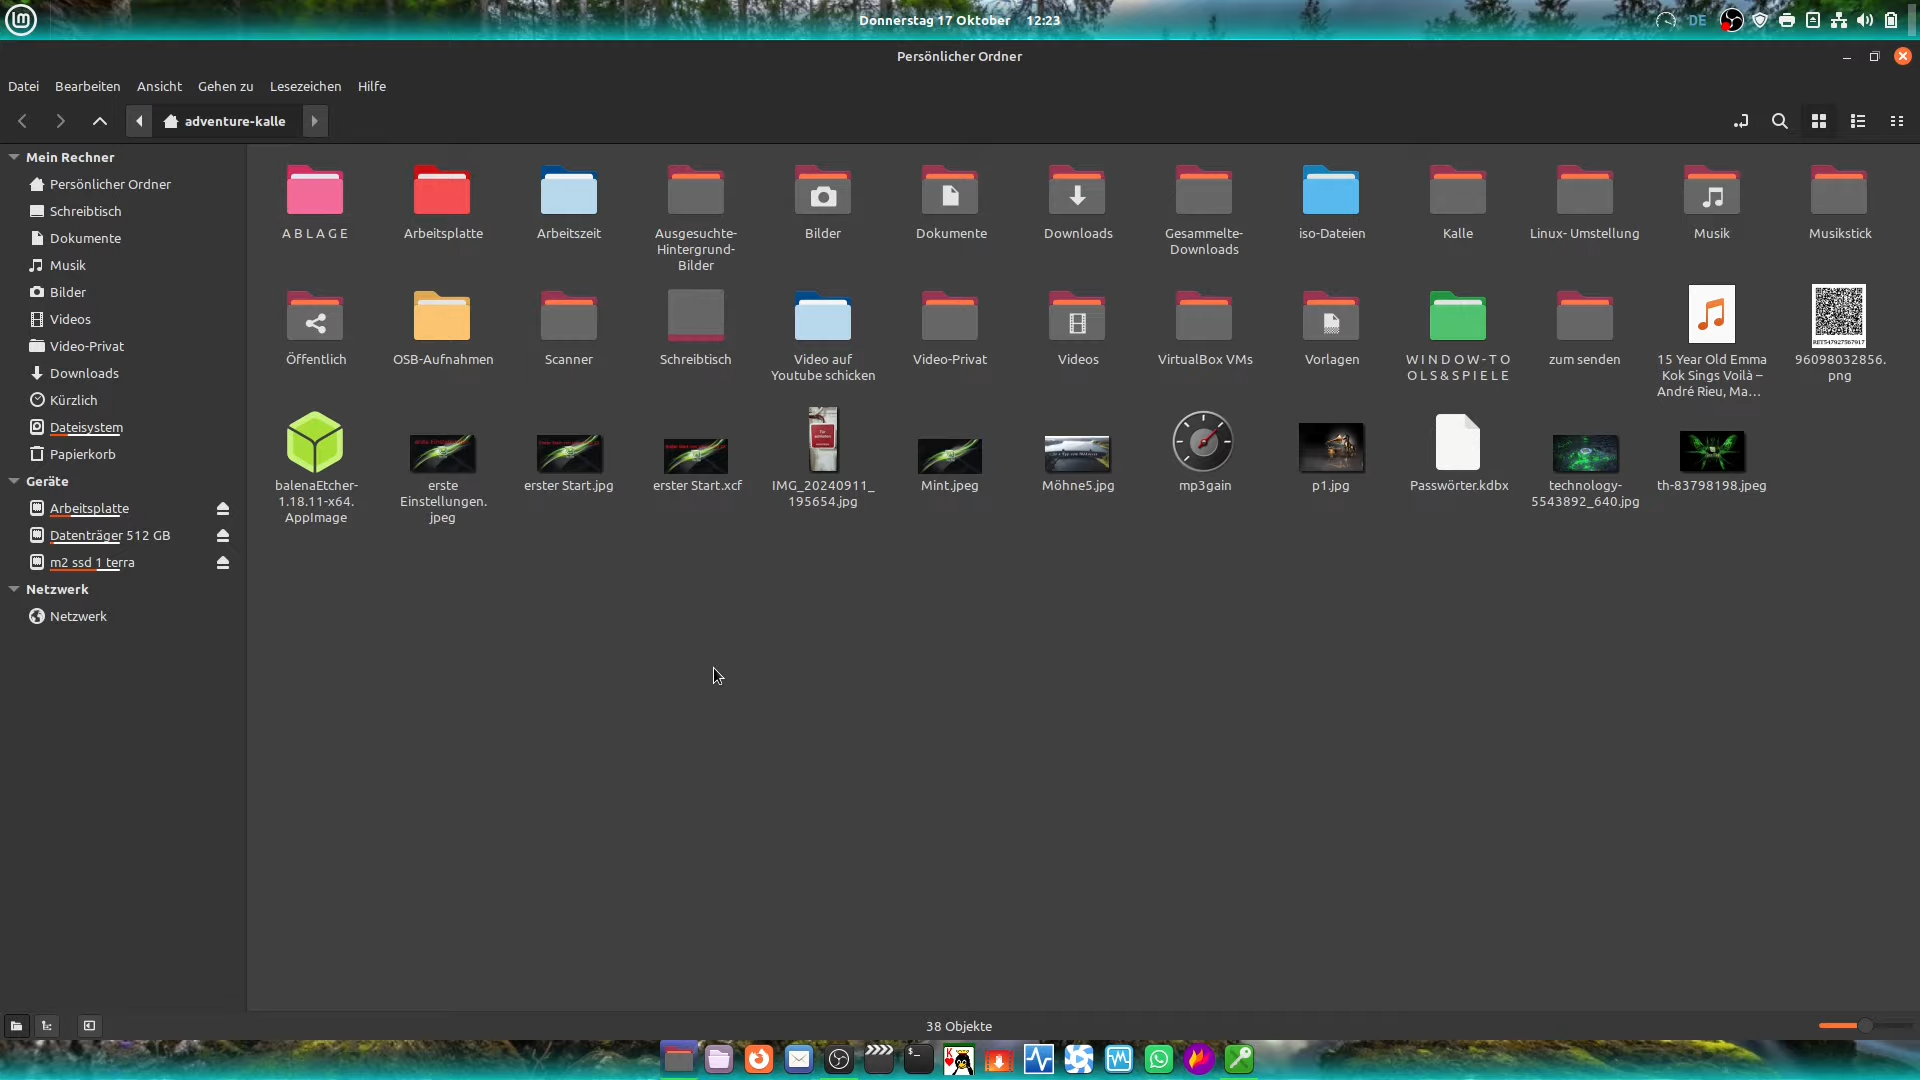 Donnerstag 17 Oktober 12:23
DE
Persönlicher Ordner
Datei Bearbeiten Ansicht Gehen zu Lesezeichen Hilfe
adventure-kalle
Mein Rechner
Persönlicher Ordner
Schreibtisch
Dokumente
Musik
Bilder
Videos
Video-Privat
Downloads
Kürzlich
Dateisystem
Papierkorb
Geräte
Arbeitsplatte
Datenträger 512 GB
m2 ssd 1 terra
Netzwerk
Netzwerk
A B L A G E
Arbeitsplatte
Arbeitszeit
Ausgesuchte-
Hintergrund-
Bilder
Bilder
Dokumente
Downloads
Gesammelte-
Downloads
iso-Dateien
Kalle
Linux- Umstellung
Musik
Musikstick
Öffentlich
OSB-Aufnahmen
Scanner
Schreibtisch
Video auf
Youtube schicken
Video-Privat
Videos
VirtualBox VMs
Vorlagen
W I N D O W - T O
O L S & S P I E L E
zum senden
15 Year Old Emma
Kok Sings Voilà –
André Rieu, Ma…
96098032856.
png
balenaEtcher-
1.18.11-x64.
AppImage
erste
Einstellungen.
jpeg
erster Start.jpg
erster Start.xcf
IMG_20240911_
195654.jpg
Mint.jpeg
Möhne5.jpg
mp3gain
p1.jpg
Passwörter.kdbx
technology-
5543892_640.jpg
th-83798198.jpeg
38 Objekte